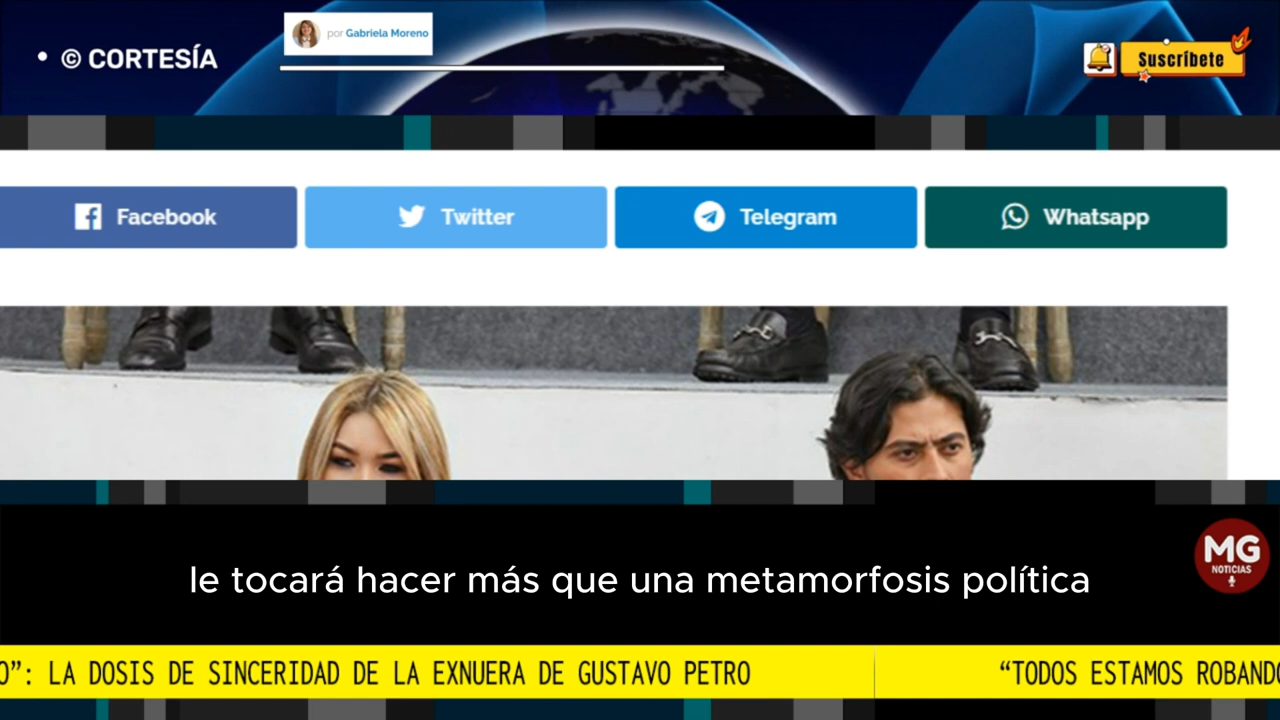 • © CORTESÍA
por Gabriela Moreno
Suscríbete
Facebook
Twitter
Telegram
Whatsapp
le tocará hacer más que una metamorfosis política
MG
NOTICIAS
O”: LA DOSIS DE SINCERIDAD DE LA EXNUERA DE GUSTAVO PETRO
“TODOS ESTAMOS ROBANDO